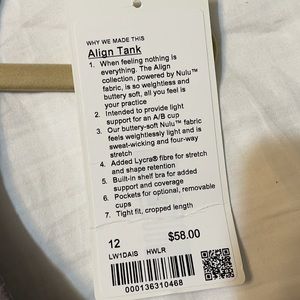 WHY WE MADE THIS
Align Tank
1. When feeling nothing is
everything. The Align
collection, powered by Nulu™
fabric, is so weightless and
buttery soft, all you feel is
your practice
2. Intended to provide light
support for an A/B cup
3. Our buttery-soft Nulu™ fabric
feels weightlessly light and is
sweat-wicking and four-way
stretch
4. Added Lycra® fibre for stretch
and shape retention
5. Built-in shelf bra for added
support and coverage
6. Pockets for optional, removable
cups
7. Tight fit, cropped length
12 $58.00
LW1DAIS HWLR
000136310468